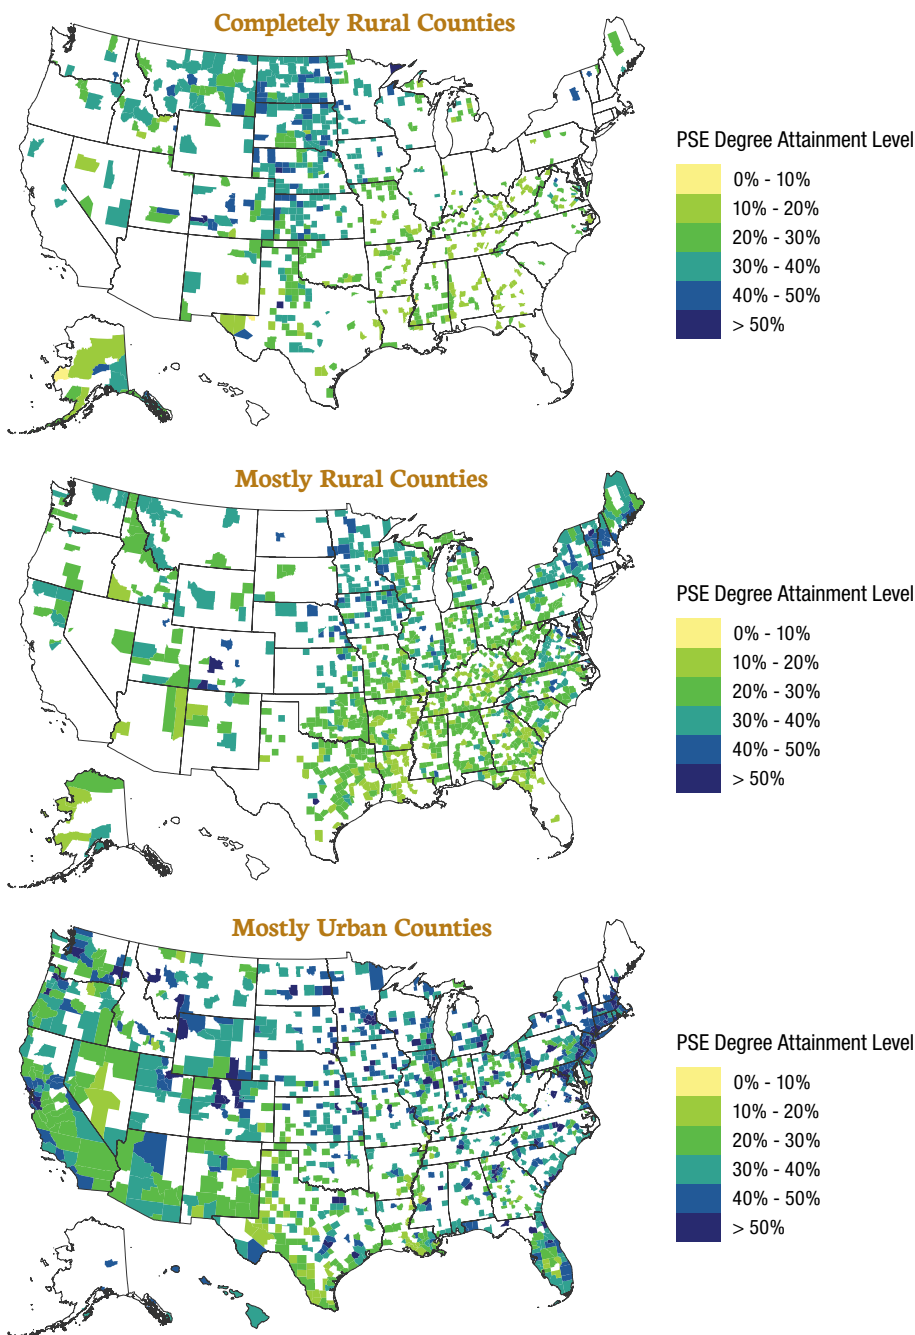 Completely Rural Counties
PSE Degree Attainment Level
0% - 10%
10% - 20%
20% - 30%
30% - 40%
40% - 50%
> 50%
Mostly Rural Counties
PSE Degree Attainment Level
0% - 10%
10% - 20%
20% - 30%
30% - 40%
40% - 50%
> 50%
Mostly Urban Counties
PSE Degree Attainment Level
0% - 10%
10% - 20%
20% - 30%
30% - 40%
40% - 50%
> 50%